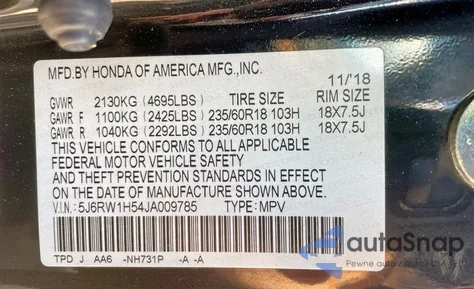 MFD.BY HONDA OF AMERICA MFG.,INC.
11/'18
GVWR 2130KG (4695LBS) TIRE SIZE RIM SIZE
GAWR F 1100KG (2425LBS) 235/60R18 103H 18X7.5J
GAWR R 1040KG (2292LBS) 235/60R18 103H 18X7.5J
THIS VEHICLE CONFORMS TO ALL APPLICABLE
FEDERAL MOTOR VEHICLE SAFETY
AND THEFT PREVENTION
STANDARDS IN EFFECT ON THE
DATE OF MANUFACTURE SHOWN ABOVE.
V.I.N:5J6RW1H54JA009785 TYPE:MPV
TPD J AA6 -NH731P -A -A
autoSnap
Pewne auta z USA